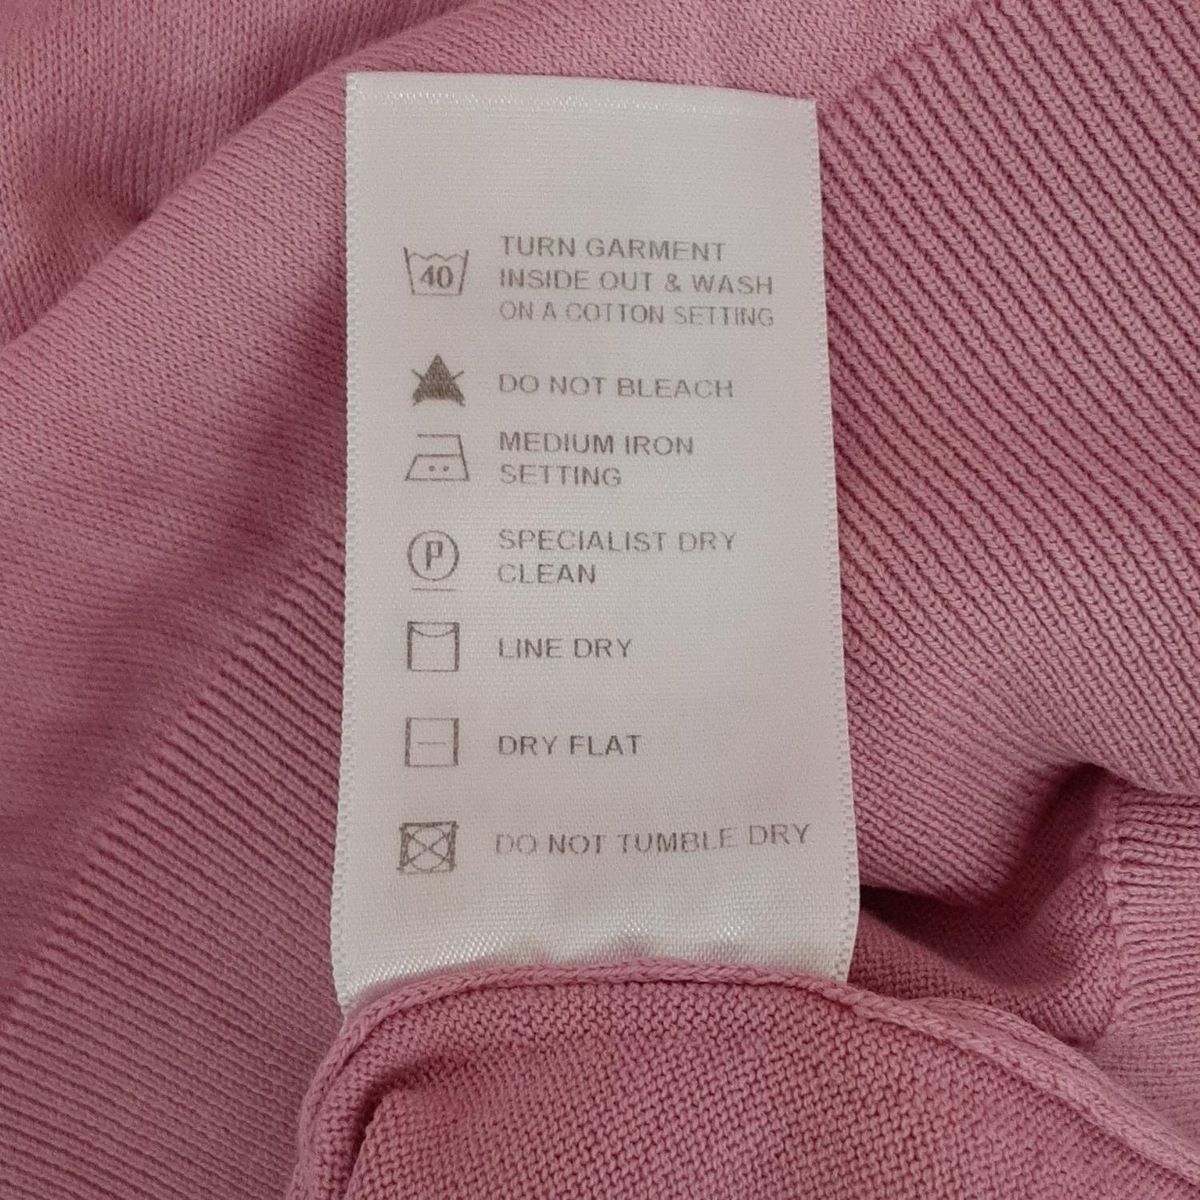 40
TURN GARMENT
INSIDE OUT & WASH
ON A COTTON SETTING
DO NOT BLEACH
MEDIUM IRON
SETTING
P
SPECIALIST DRY
CLEAN
LINE DRY
DRY FLAT
DO NOT TUMBLE DRY